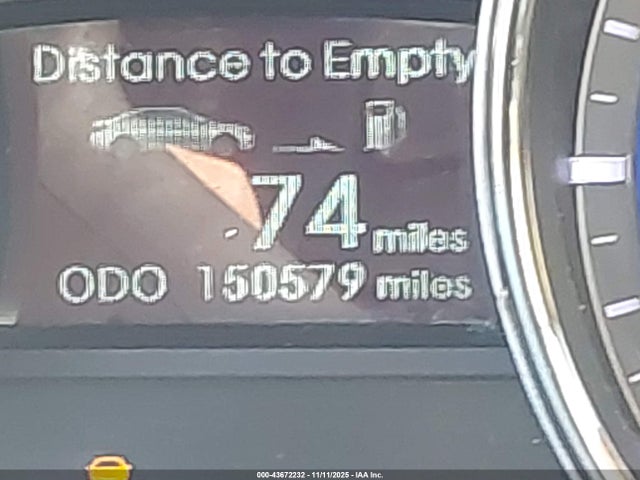 Distance to Empty
74 miles
ODO 150579 miles
000-43672232 - 11/11/2025 - IAA Inc.